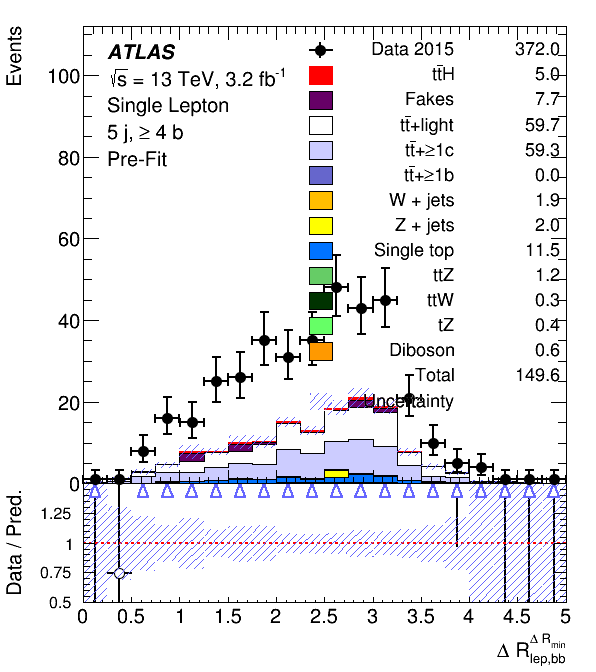 Events
ATLAS
√s = 13 TeV, 3.2 fb⁻¹
Single Lepton
5 j, ≥ 4 b
Pre-Fit
Data 2015 372.0
tt̄H 5.0
Fakes 7.7
tt̄+light 59.7
tt̄+≥1c 59.3
tt̄+≥1b 0.0
W + jets 1.9
Z + jets 2.0
Single top 11.5
ttZ 1.2
ttW 0.3
tZ 0.4
Diboson 0.6
Total 149.6
Uncertainty
100
80
60
40
20
0
Data / Pred.
1.25
1
0.75
0.5
0 0.5 1 1.5 2 2.5 3 3.5 4 4.5 5
Δ R lep,bb Δ R min